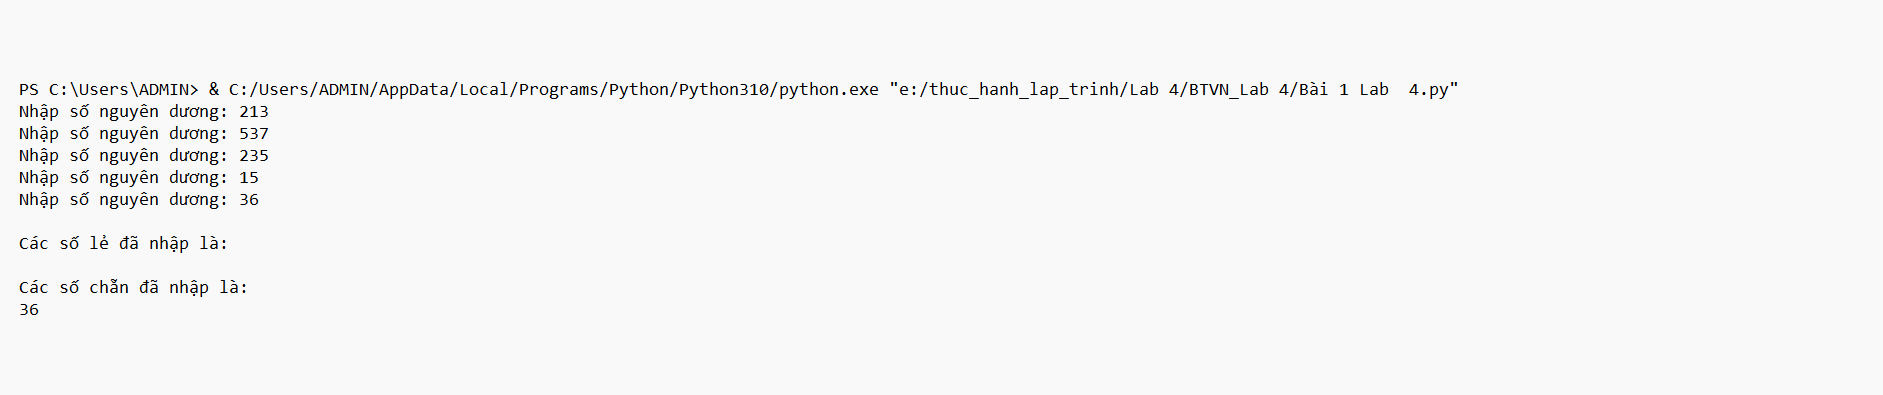 PS C:\Users\ADMIN> & C:/Users/ADMIN/AppData/Local/Programs/Python/Python310/python.exe "e:/thuc_hanh_lap_trinh/Lab 4/BTVN_Lab 4/Bài 1 Lab  4.py"
Nhập số nguyên dương: 213
Nhập số nguyên dương: 537
Nhập số nguyên dương: 235
Nhập số nguyên dương: 15
Nhập số nguyên dương: 36
Các số lẻ đã nhập là:
Các số chẵn đã nhập là:
36